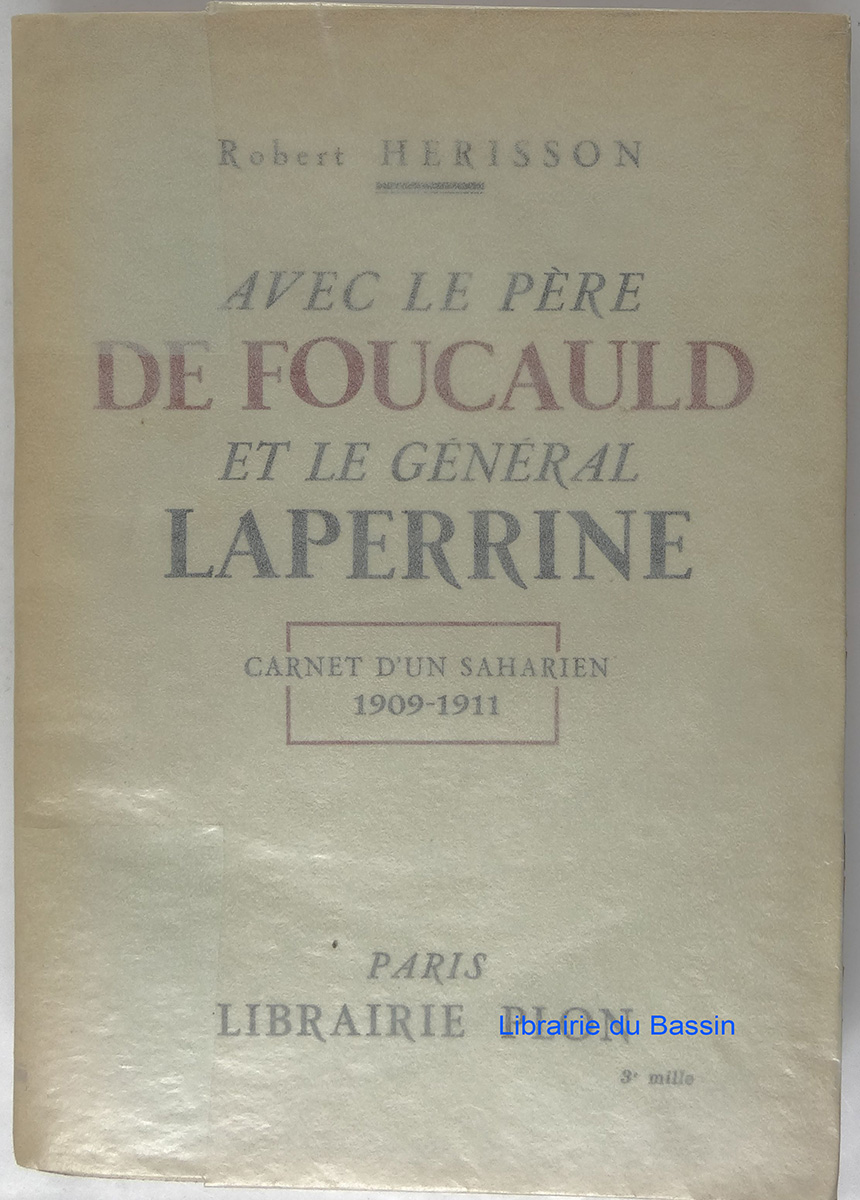 Robert HERISSON
AVEC LE PÈRE
DE FOUCAULD
ET LE GÉNÉRAL
LAPERRINE
CARNET D'UN SAHARIEN
1909-1911
PARIS
LIBRAIRIE PLON
Librairie du Bassin
3e mille